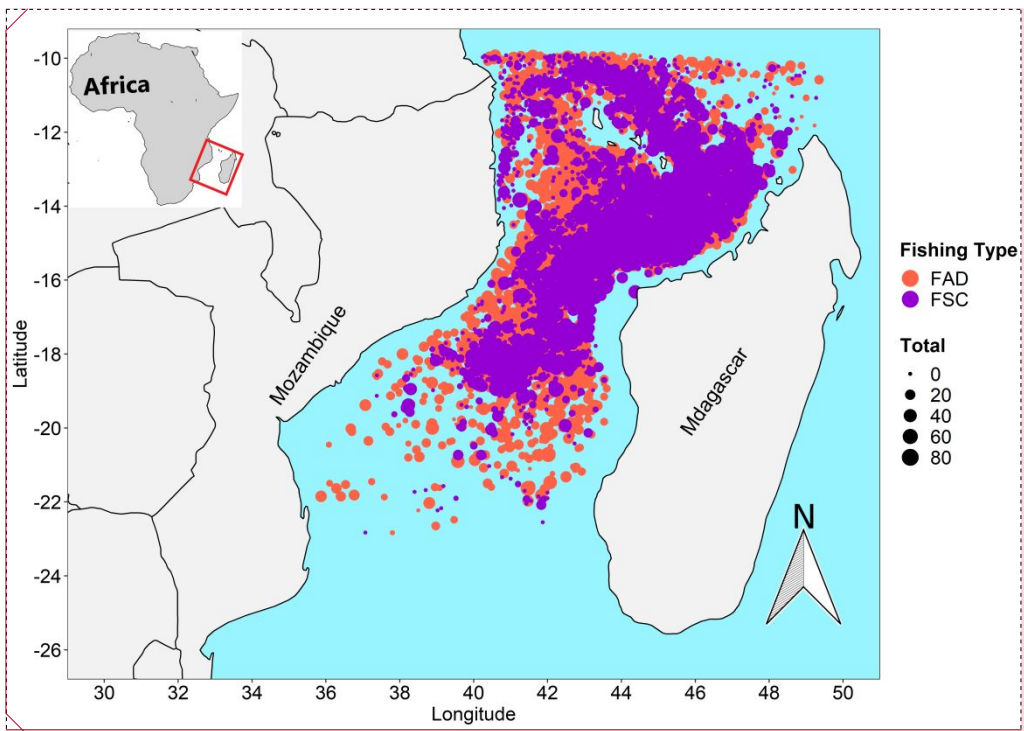 Africa
Mozambique
Mdagascar
N
-10
-12
-14
-16
-18
-20
-22
-24
-26
Latitude
30 32 34 36 38 40 42 44 46 48 50
Longitude
Fishing Type
FAD
FSC
Total
0
20
40
60
80